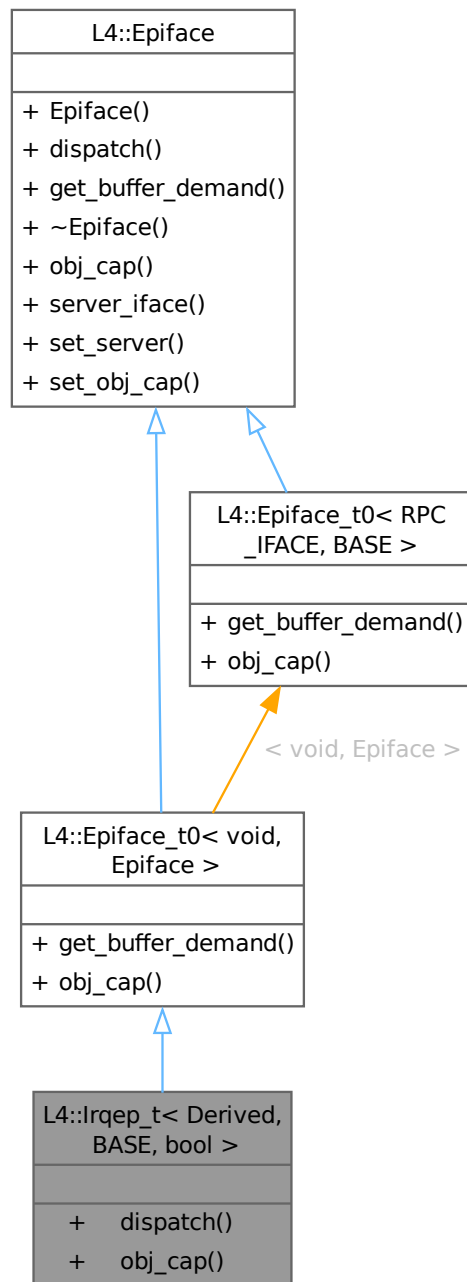 L4::Epiface
+ Epiface()
+ dispatch()
+ get_buffer_demand()
+ ~Epiface()
+ obj_cap()
+ server_iface()
+ set_server()
+ set_obj_cap()
L4::Epiface_t0< RPC
_IFACE, BASE >
+ get_buffer_demand()
+ obj_cap()
< void, Epiface >
L4::Epiface_t0< void,
Epiface >
+ get_buffer_demand()
+ obj_cap()
L4::Irqep_t< Derived,
BASE, bool >
+ dispatch()
+ obj_cap()